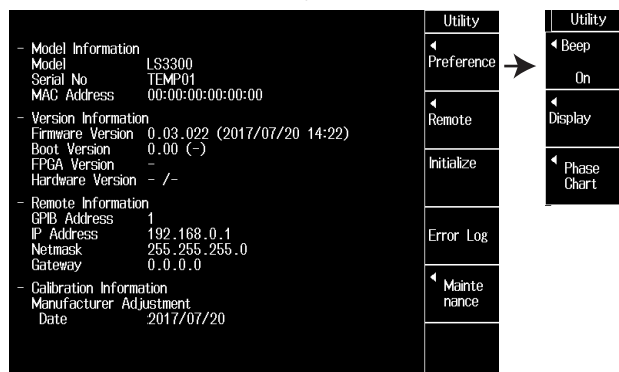 - Model Information
Model LS3300
Serial No TEMP01
MAC Address 00:00:00:00:00:00
- Version Information
Firmware Version 0.03.022 (2017/07/20 14:22)
Boot Version 0.00 (-)
FPGA Version -
Hardware Version - /-
- Remote Information
GPIB Address 1
IP Address 192.168.0.1
Netmask 255.255.255.0
Gateway 0.0.0.0
- Calibration Information
Manufacturer Adjustment
Date :2017/07/20
Utility
Preference
Remote
Initialize
Error Log
Mainte
nance
Utility
Beep
On
Display
Phase
Chart